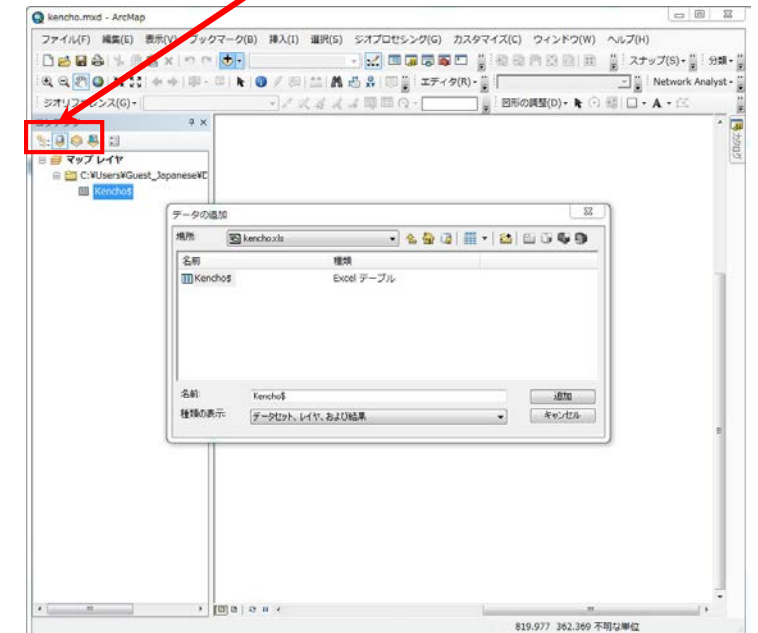 kencho.mxd - ArcMap
ファイル(F) 編集(E) 表示(V) ブックマーク(B) 挿入(I) 選択(S) ジオプロセシング(G) カスタマイズ(C) ウィンドウ(W) ヘルプ(H)
スナップ(S)
分類
エディタ(R)
Network Analyst
ジオリファレンス(G)
図形の調整(D)
カタログ
マップ レイヤ
C:¥Users¥Guest_Japanese¥D
Kencho$
データの追加
場所: kencho.xls
名前 種類
Kencho$ Excel テーブル
名前: Kencho$ 追加
種類の表示: データセット、レイヤ、および結果 キャンセル
819.977 362.369 不明な単位